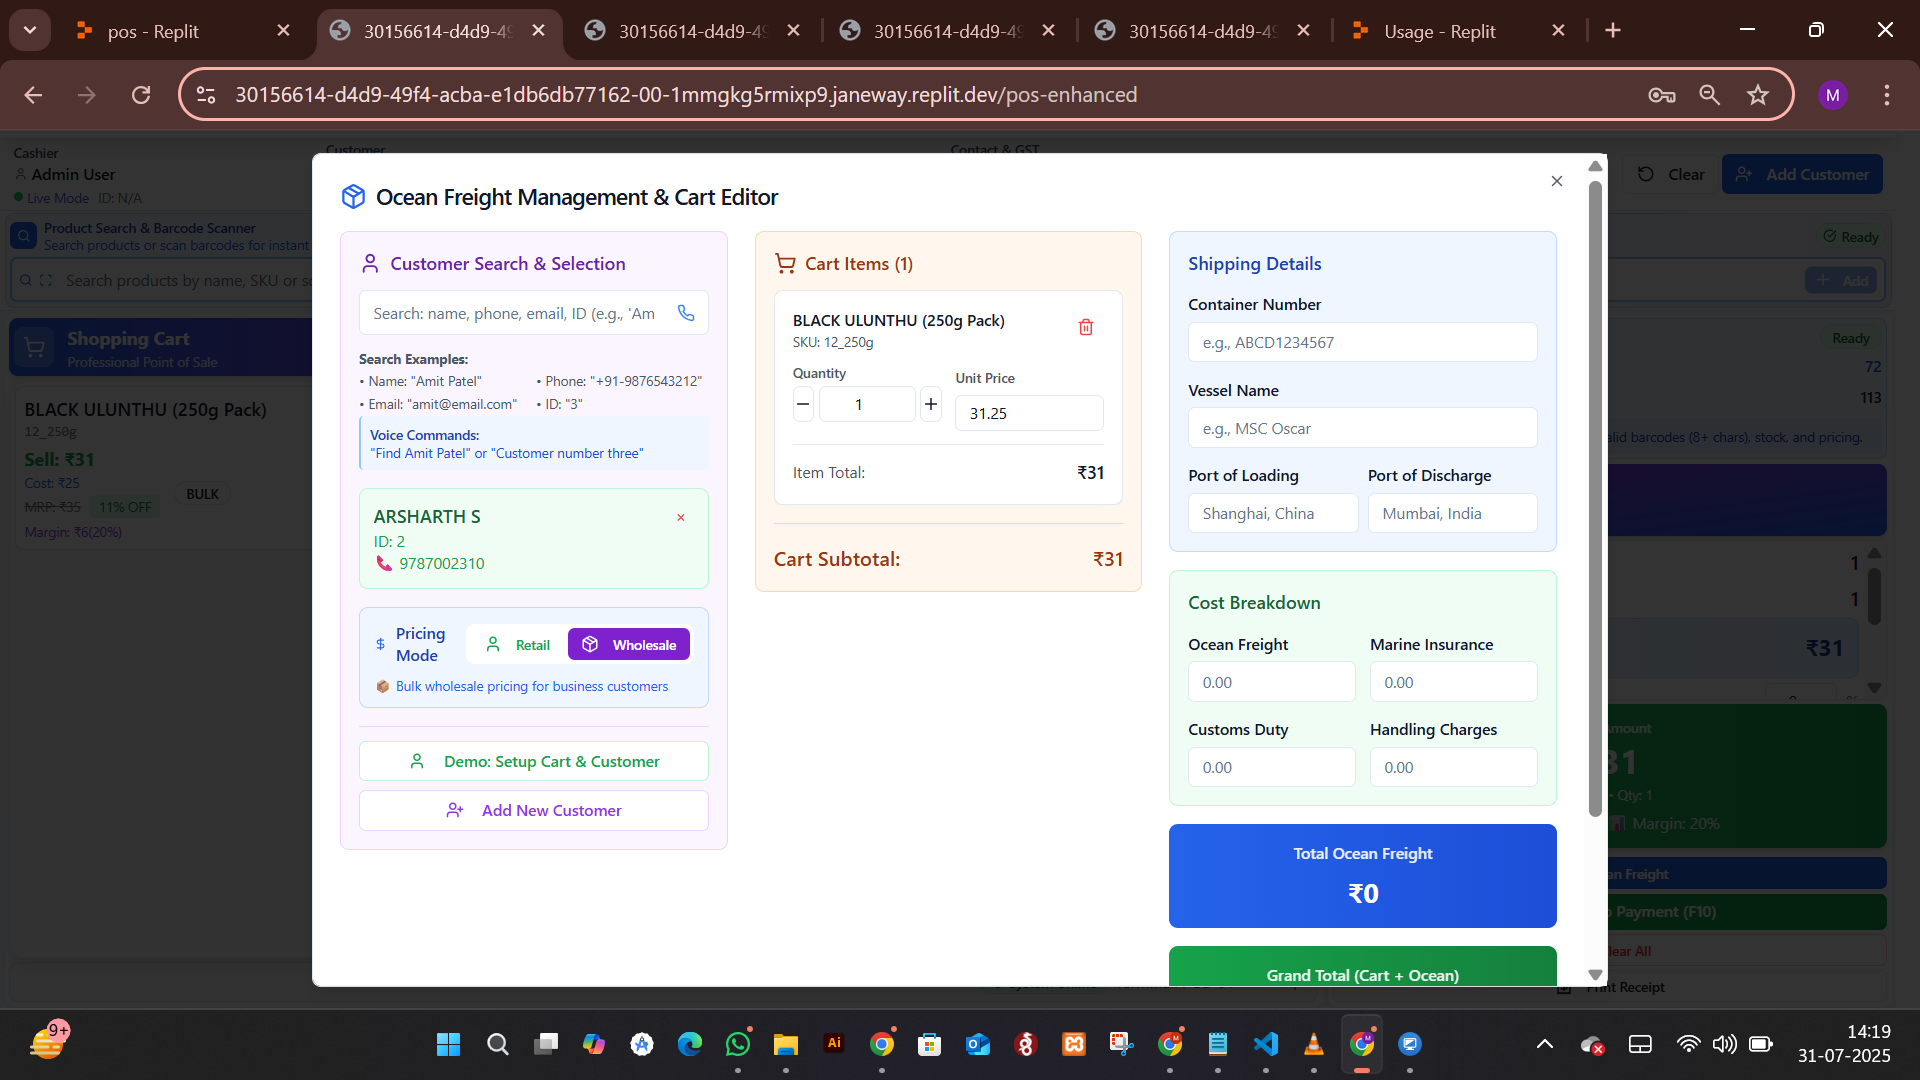 pos - Replit
30156614-d4d9-49
30156614-d4d9-49
30156614-d4d9-49
30156614-d4d9-49
Usage - Replit
30156614-d4d9-49f4-acba-e1db6db77162-00-1mmgkg5rmixp9.janeway.replit.dev/pos-enhanced
M
Cashier
Customer
Contact & GST
Admin User
Live Mode ID: N/A
Clear
Add Customer
Product Search & Barcode Scanner
Search products or scan barcodes for instant
Ready
Search products by name, SKU or
Add
Shopping Cart
Professional Point of Sale
Ready
72
113
BLACK ULUNTHU (250g Pack)
12_250g
Sell: ₹31
Cost: ₹25
MRP: ₹35 11% OFF
BULK
Margin: ₹6(20%)
barcodes (8+ chars), stock, and pricing.
1
1
₹31
Qty: 1
Margin: 20%
Freight
Payment (F10)
All
Receipt
Ocean Freight Management & Cart Editor
Customer Search & Selection
Search: name, phone, email, ID (e.g., 'Am
Search Examples:
• Name: "Amit Patel"
• Phone: "+91-9876543212"
• Email: "amit@email.com"
• ID: "3"
Voice Commands:
"Find Amit Patel" or "Customer number three"
ARSHARTH S
ID: 2
9787002310
Pricing Mode
Retail
Wholesale
Bulk wholesale pricing for business customers
Demo: Setup Cart & Customer
Add New Customer
Cart Items (1)
BLACK ULUNTHU (250g Pack)
SKU: 12_250g
Quantity
Unit Price
1
31.25
Item Total:
₹31
Cart Subtotal:
₹31
Shipping Details
Container Number
e.g., ABCD1234567
Vessel Name
e.g., MSC Oscar
Port of Loading
Port of Discharge
Shanghai, China
Mumbai, India
Cost Breakdown
Ocean Freight
Marine Insurance
0.00
0.00
Customs Duty
Handling Charges
0.00
0.00
Total Ocean Freight
₹0
Grand Total (Cart + Ocean)
9+
Ai
14:19
31-07-2025